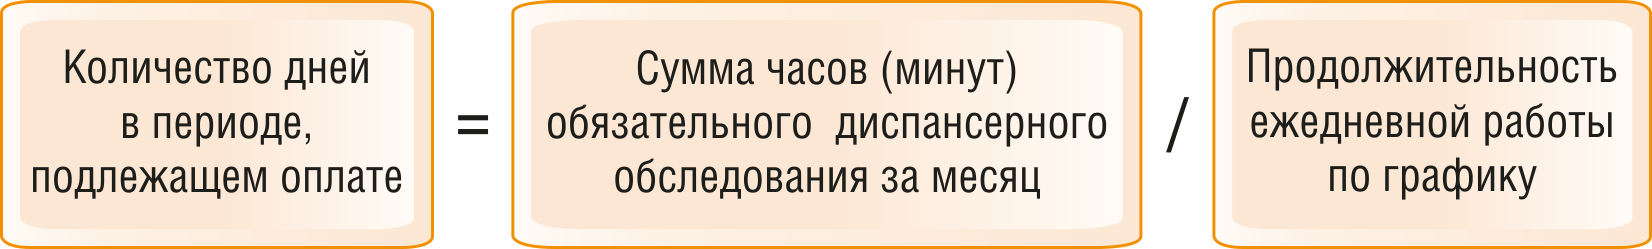 Количество дней
в периоде,
подлежащем оплате
=
Сумма часов (минут)
обязательного диспансерного
обследования за месяц
/
Продолжительность
ежедневной работы
по графику